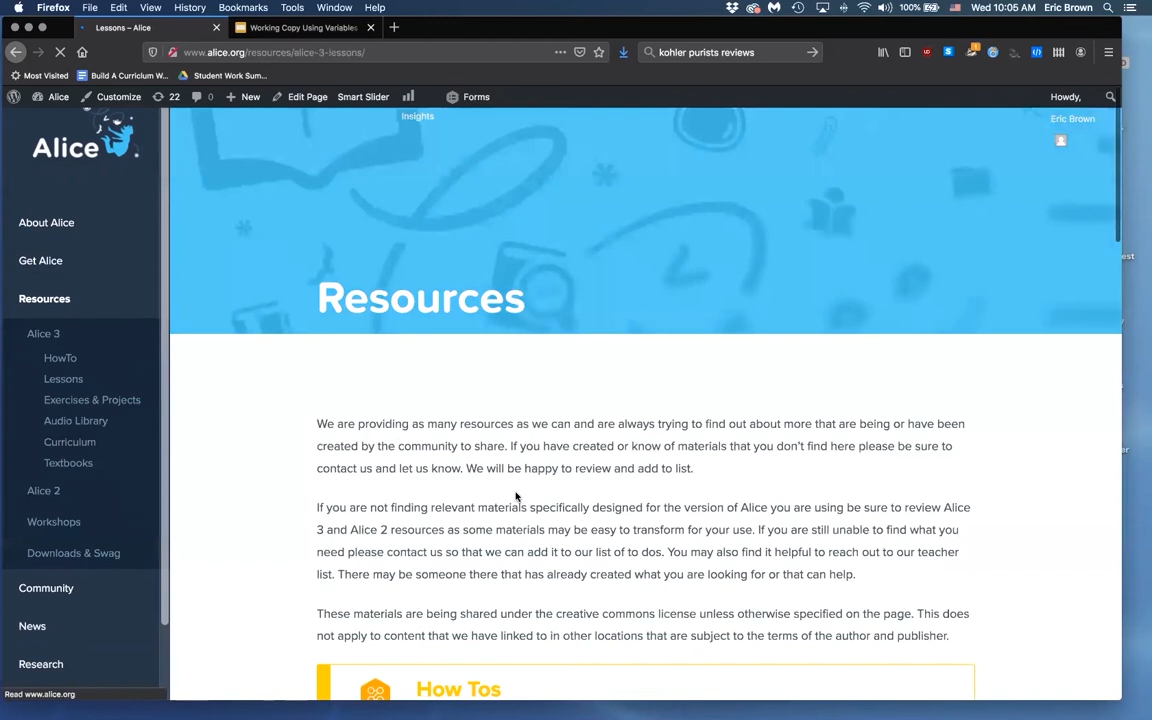 Firefox File Edit View History Bookmarks Tools Window Help 100% Wed 10:05 AM Eric Brown
Lessons – Alice Working Copy Using Variables
www.alice.org/resources/alice-3-lessons/ kohler purists reviews
Most Visited Build A Curriculum W... Student Work Sum...
Alice Customize 22 0 New Edit Page Smart Slider Forms Howdy,
Insights
Eric Brown
Alice
About Alice
Get Alice
Resources
Alice 3
HowTo
Lessons
Exercises & Projects
Audio Library
Curriculum
Textbooks
Alice 2
Workshops
Downloads & Swag
Community
News
Research
Read www.alice.org
Resources
We are providing as many resources as we can and are always trying to find out about more that are being or have been
created by the community to share. If you have created or know of materials that you don't find here please be sure to
contact us and let us know. We will be happy to review and add to list.
If you are not finding relevant materials specifically designed for the version of Alice you are using be sure to review Alice
3 and Alice 2 resources as some materials may be easy to transform for your use. If you are still unable to find what you
need please contact us so that we can add it to our list of to dos. You may also find it helpful to reach out to our teacher
list. There may be someone there that has already created what you are looking for or that can help.
These materials are being shared under the creative commons license unless otherwise specified on the page. This does
not apply to content that we have linked to in other locations that are subject to the terms of the author and publisher.
How Tos